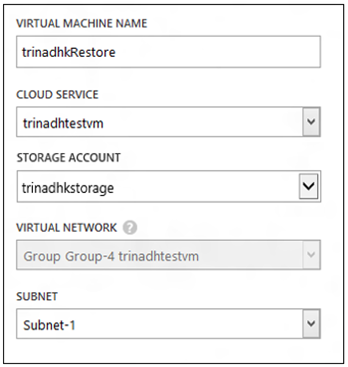 VIRTUAL MACHINE NAME
trinadhkRestore
CLOUD SERVICE
trinadhtestvm
STORAGE ACCOUNT
trinadhkstorage
VIRTUAL NETWORK ?
Group Group-4 trinadhtestvm
SUBNET
Subnet-1